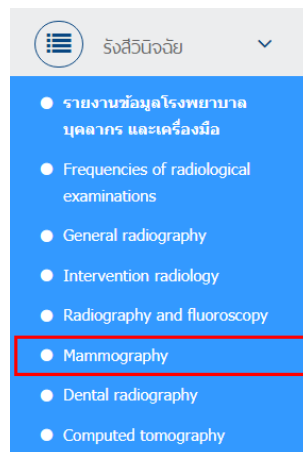 รังสีวินิจฉัย
รายงานข้อมูลโรงพยาบาล
บุคลากร และเครื่องมือ
Frequencies of radiological
examinations
General radiography
Intervention radiology
Radiography and fluoroscopy
Mammography
Dental radiography
Computed tomography